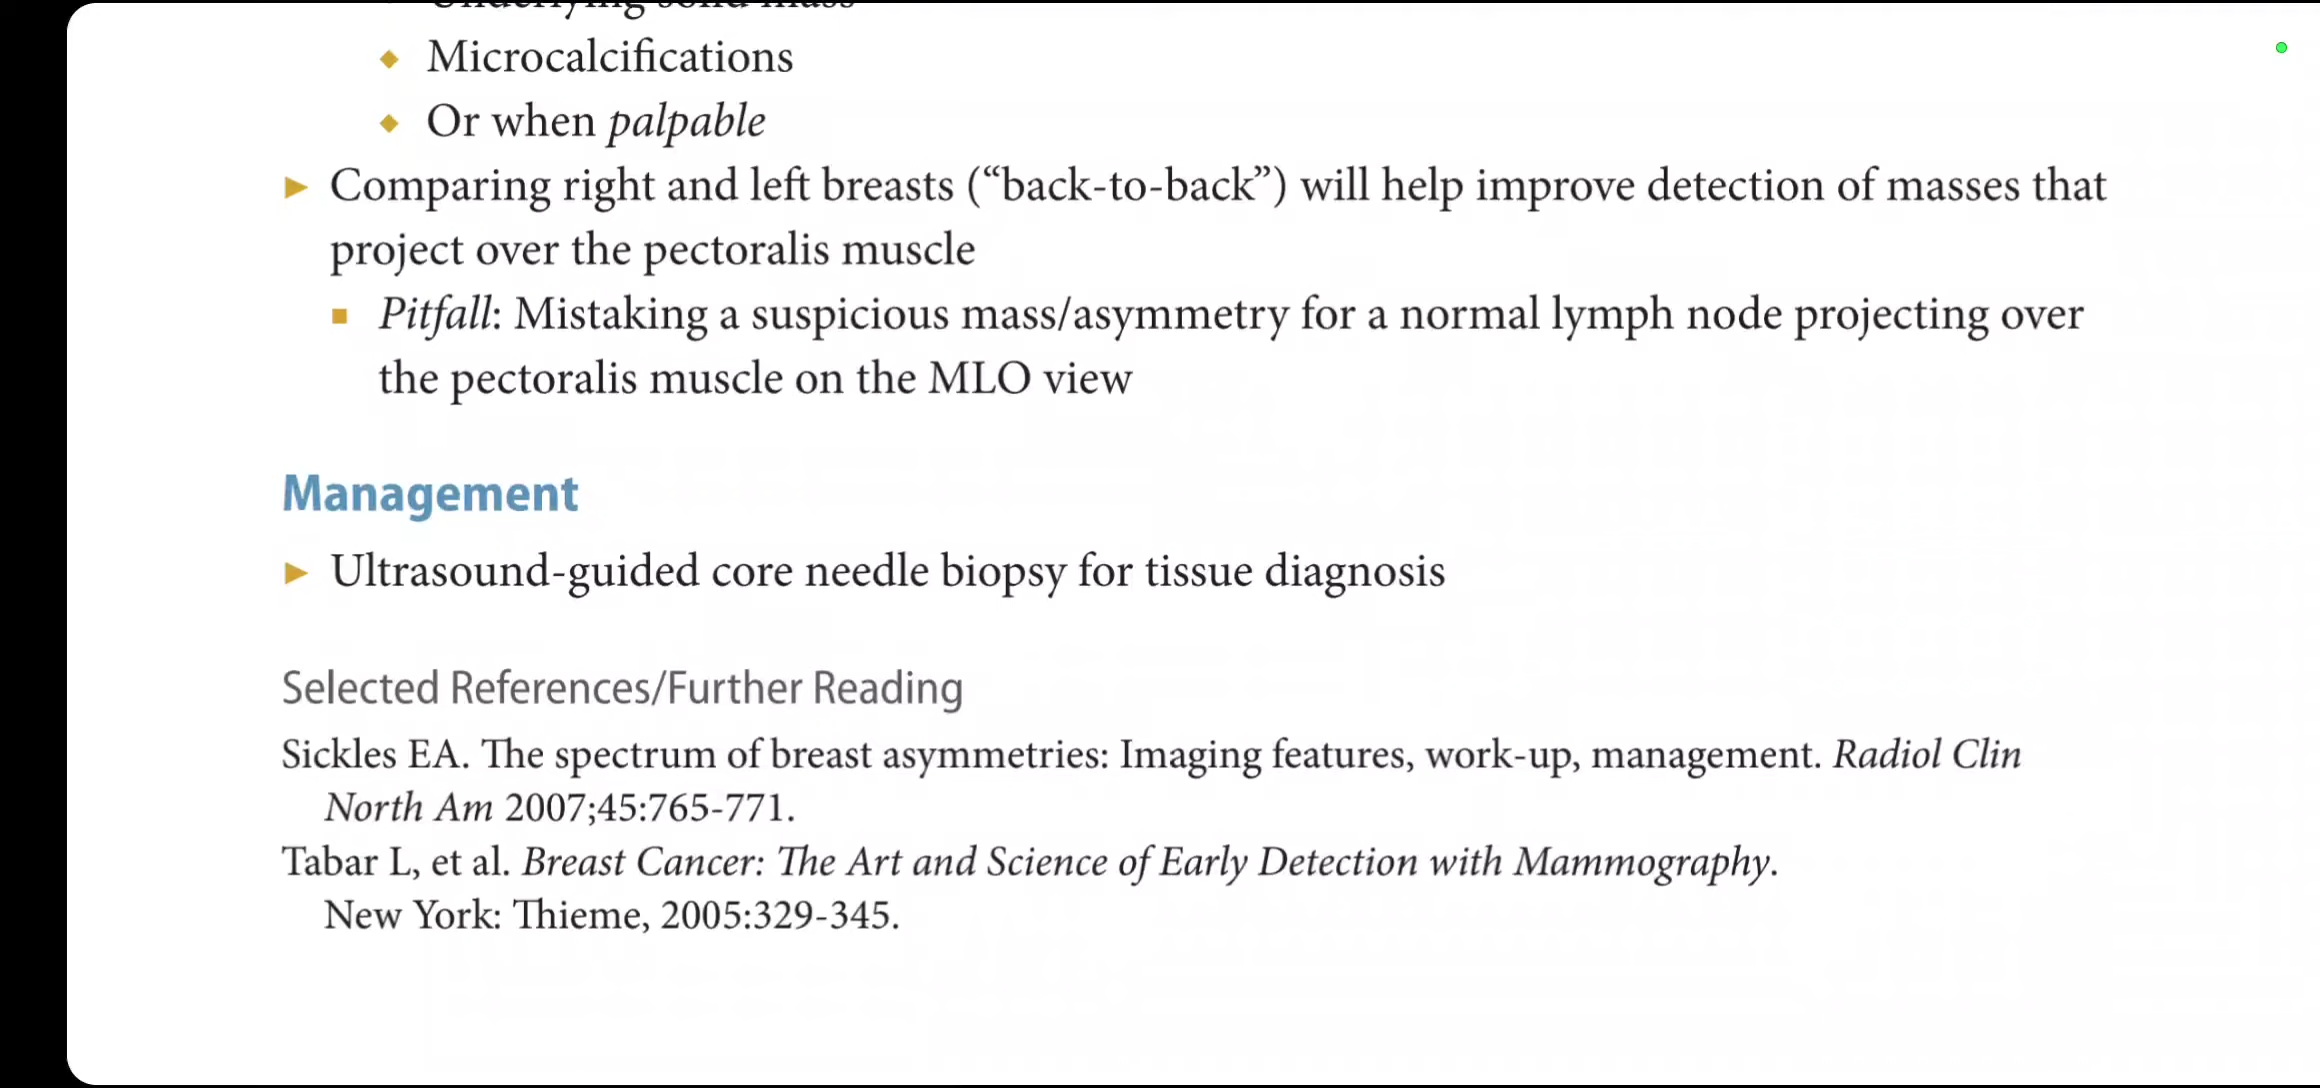 Underlying solid mass
◆ Microcalcifications
◆ Or when palpable
► Comparing right and left breasts (“back-to-back”) will help improve detection of masses that
project over the pectoralis muscle
■ Pitfall: Mistaking a suspicious mass/asymmetry for a normal lymph node projecting over
the pectoralis muscle on the MLO view
Management
► Ultrasound-guided core needle biopsy for tissue diagnosis
Selected References/Further Reading
Sickles EA. The spectrum of breast asymmetries: Imaging features, work-up, management. Radiol Clin
North Am 2007;45:765-771.
Tabar L, et al. Breast Cancer: The Art and Science of Early Detection with Mammography.
New York: Thieme, 2005:329-345.